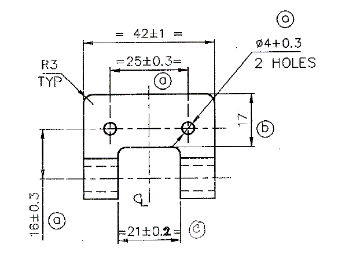 ⓐ
= 42±1 =
ø4+0.3
2 HOLES
= 25±0.3 =
ⓐ
R3
TYP
17
ⓑ
16±0.3
ⓐ
℄
=21±0.2=
ⓒ